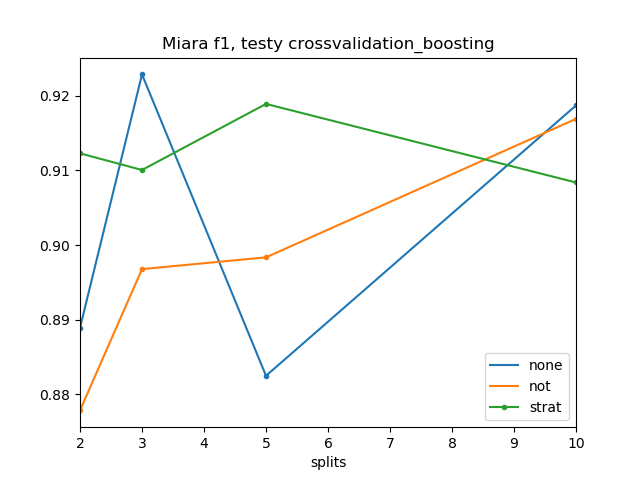 Miara f1, testy crossvalidation_boosting
0.92
0.91
0.90
0.89
0.88
2 3 4 5 6 7 8 9 10
splits
none
not
strat